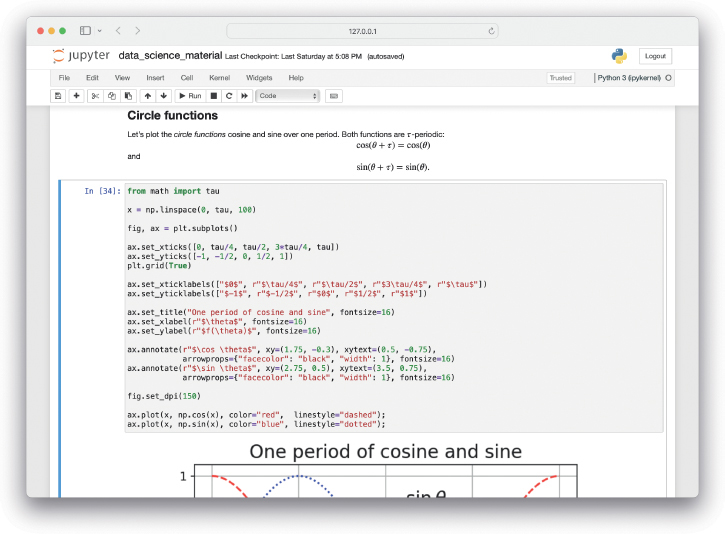 127.0.0.1
jupyter data_science_material Last Checkpoint: Last Saturday at 5:08 PM (autosaved)
Logout
File Edit View Insert Cell Kernel Widgets Help
Trusted Python 3 (ipykernel)
Run Code
Circle functions
Let's plot the circle functions cosine and sine over one period. Both functions are τ-periodic:
cos(θ + τ) = cos(θ)
and
sin(θ + τ) = sin(θ).
In [34]: from math import tau
x = np.linspace(0, tau, 100)
fig, ax = plt.subplots()
ax.set_xticks([0, tau/4, tau/2, 3*tau/4, tau])
ax.set_yticks([-1, -1/2, 0, 1/2, 1])
plt.grid(True)
ax.set_xticklabels(["$0$", r"$\tau/4$", r"$\tau/2$", r"$3\tau/4$", r"$\tau$"])
ax.set_yticklabels(["$-1$", r"$-1/2$", r"$0$", r"$1/2$", r"$1$"])
ax.set_title("One period of cosine and sine", fontsize=16)
ax.set_xlabel(r"$\theta$", fontsize=16)
ax.set_ylabel(r"$f(\theta)$", fontsize=16)
ax.annotate(r"$\cos \theta$", xy=(1.75, -0.3), xytext=(0.5, -0.75),
arrowprops={"facecolor": "black", "width": 1}, fontsize=16)
ax.annotate(r"$\sin \theta$", xy=(2.75, 0.5), xytext=(3.5, 0.75),
arrowprops={"facecolor": "black", "width": 1}, fontsize=16)
fig.set_dpi(150)
ax.plot(x, np.cos(x), color="red",  linestyle="dashed");
ax.plot(x, np.sin(x), color="blue", linestyle="dotted");
One period of cosine and sine
1
sin θ